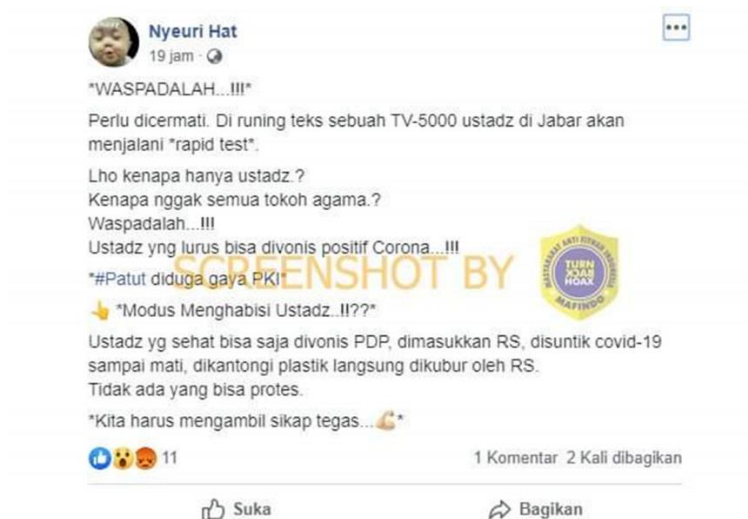 Nyeuri Hat
19 jam ·
*WASPADALAH...!!!*
Perlu dicermati. Di runing teks sebuah TV-5000 ustadz di Jabar akan
menjalani *rapid test*.
Lho kenapa hanya ustadz.?
Kenapa nggak semua tokoh agama.?
Waspadalah...!!!
Ustadz yng lurus bisa divonis positif Corona...!!!
*#Patut diduga gaya PKI*
SCREENSHOT BY
MASYARAKAT ANTI FITNAH INDONESIA
TURN
BACK
HOAX
MAFINDO
👆 *Modus Menghabisi Ustadz..!!??*
Ustadz yg sehat bisa saja divonis PDP, dimasukkan RS, disuntik covid-19
sampai mati, dikantongi plastik langsung dikubur oleh RS.
Tidak ada yang bisa protes.
*Kita harus mengambil sikap tegas...💪*
11
1 Komentar 2 Kali dibagikan
Suka
Bagikan